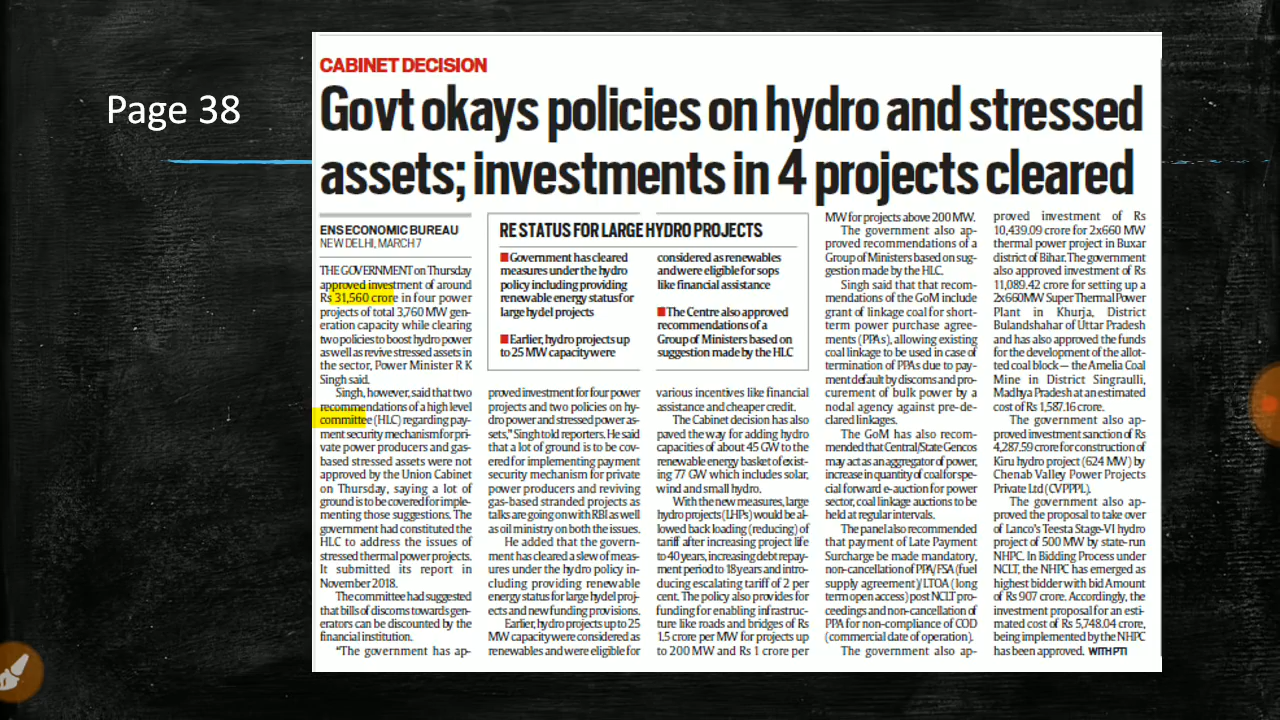 Page 38
CABINET DECISION
Govt okays policies on hydro and stressed
assets; investments in 4 projects cleared
ENS ECONOMIC BUREAU
NEW DELHI, MARCH 7
THE GOVERNMENT on Thursday
approved investment of around
Rs 31,560 crore in four power
projects of total 3,760 MW gen-
eration capacity while clearing
two policies to boost hydro power
as well as revive stressed assets in
the sector, Power Minister R K
Singh said.
Singh, however, said that two
recommendations of a high level
committee (HLC) regarding pay-
ment security mechanism for pri-
vate power producers and gas-
based stressed assets were not
approved by the Union Cabinet
on Thursday, saying a lot of
ground is to be covered for imple-
menting those suggestions. The
government had constituted the
HLC to address the issues of
stressed thermal power projects.
It submitted its report in
November 2018.
The committee had suggested
that bills of discoms towards gen-
erators can be discounted by the
financial institution.
"The government has ap-
RE STATUS FOR LARGE HYDRO PROJECTS
Government has cleared
measures under the hydro
policy including providing
renewable energy status for
large hydel projects
Earlier, hydro projects up
to 25 MW capacity were
considered as renewables
and were eligible for sops
like financial assistance
The Centre also approved
recommendations of a
Group of Ministers based on
suggestion made by the HLC
proved investment for four power
projects and two policies on hy-
dro power and stressed power as-
sets," Singh told reporters. He said
that a lot of ground is to be cov-
ered for implementing payment
security mechanism for private
power producers and reviving
gas-based stranded projects as
talks are going on with RBI as well
as oil ministry on both the issues.
He added that the govern-
ment has cleared a slew of meas-
ures under the hydro policy in-
cluding providing renewable
energy status for large hydel proj-
ects and new funding provisions.
Earlier, hydro projects up to 25
MW capacity were considered as
renewables and were eligible for
various incentives like financial
assistance and cheaper credit.
The Cabinet decision has also
paved the way for adding hydro
capacities of about 45 GW to the
renewable energy basket of exist-
ing 77 GW which includes solar,
wind and small hydro.
With the new measures, large
hydro projects (LHPs) would be al-
lowed back loading (reducing) of
tariff after increasing project life
to 40 years, increasing debt repay-
ment period to 18 years and intro-
ducing escalating tariff of 2 per
cent. The policy also provides for
funding for enabling infrastruc-
ture like roads and bridges of Rs
1.5 crore per MW for projects up
to 200 MW and Rs 1 crore per
MW for projects above 200 MW.
The government also ap-
proved recommendations of a
Group of Ministers based on sug-
gestion made by the HLC.
Singh said that that recom-
mendations of the GoM include
grant of linkage coal for short-
term power purchase agree-
ments (PPAs), allowing existing
coal linkage to be used in case of
termination of PPAs due to pay-
ment default by discoms and pro-
curement of bulk power by a
nodal agency against pre-de-
clared linkages.
The GoM has also recom-
mended that Central/State Gencos
may act as an aggregator of power,
increase in quantity of coal for spe-
cial forward e-auction for power
sector, coal linkage auctions to be
held at regular intervals.
The panel also recommended
that payment of Late Payment
Surcharge be made mandatory,
non-cancellation of PPA/FSA (fuel
supply agreement)/LTOA (long
term open access) post NCLT pro-
ceedings and non-cancellation of
PPA for non-compliance of COD
(commercial date of operation).
The government also ap-
proved investment of Rs
10,439.09 crore for 2x660 MW
thermal power project in Buxar
district of Bihar. The government
also approved investment of Rs
11,089.42 crore for setting up a
2x660MW Super Thermal Power
Plant in Khurja, District
Bulandshahar of Uttar Pradesh
and has also approved the funds
for the development of the allot-
ted coal block — the Amelia Coal
Mine in District Singraulli,
Madhya Pradesh at an estimated
cost of Rs 1,587.16 crore.
The government also ap-
proved investment sanction of Rs
4,287.59 crore for construction of
Kiru hydro project (624 MW) by
Chenab Valley Power Projects
Private Ltd (CVPPPL).
The government also ap-
proved the proposal to take over
of Lanco's Teesta Stage-VI hydro
project of 500 MW by state-run
NHPC. In Bidding Process under
NCLT, the NHPC has emerged as
highest bidder with bid Amount
of Rs 907 crore. Accordingly, the
investment proposal for an esti-
mated cost of Rs 5,748.04 crore,
being implemented by the NHPC
has been approved. WITH PTI